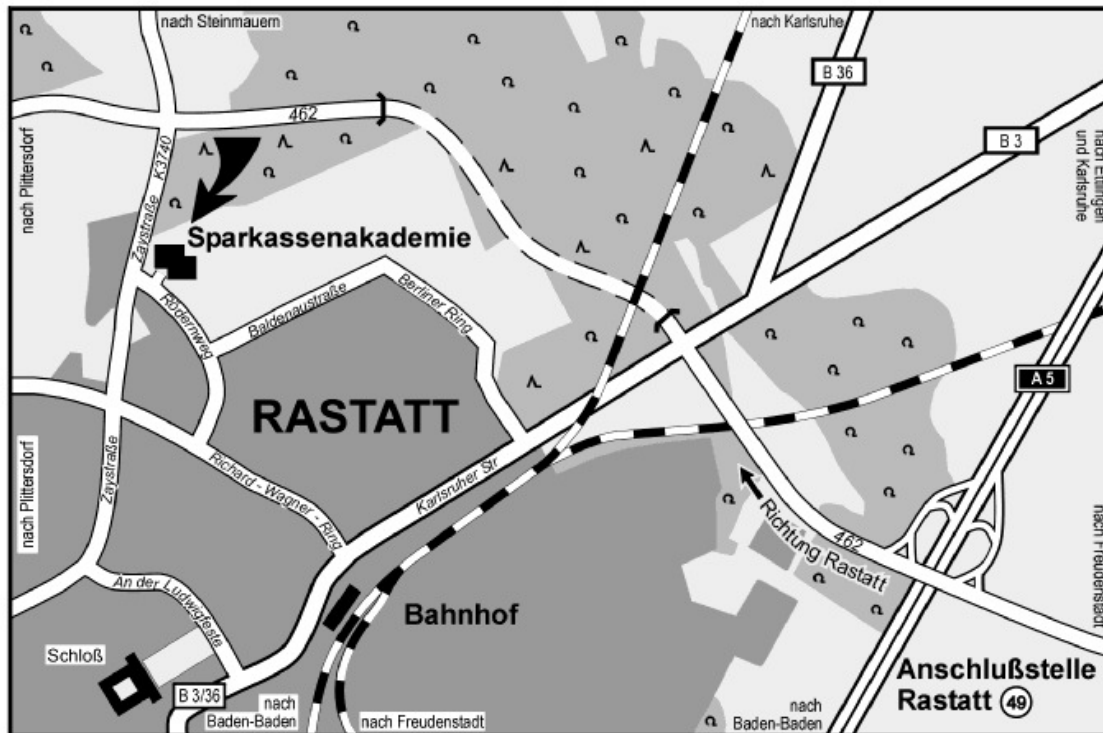 nach Steinmauern
nach Karlsruhe
B 36
B 3
462
nach Plittersdorf
K3740
Zaystraße
nach Ettlingen
und Karlsruhe
Sparkassenakademie
Rödernweg
Baldenaustraße
Berliner Ring
A 5
RASTATT
nach Plittersdorf
Zaystraße
Richard - Wagner - Ring
Karlsruher Str
Richtung Rastatt
462
nach Freudenstadt
An der Ludwigfeste
Bahnhof
Schloß
B 3/36
nach
Baden-Baden
nach Freudenstadt
nach
Baden-Baden
Anschlußstelle
Rastatt 49